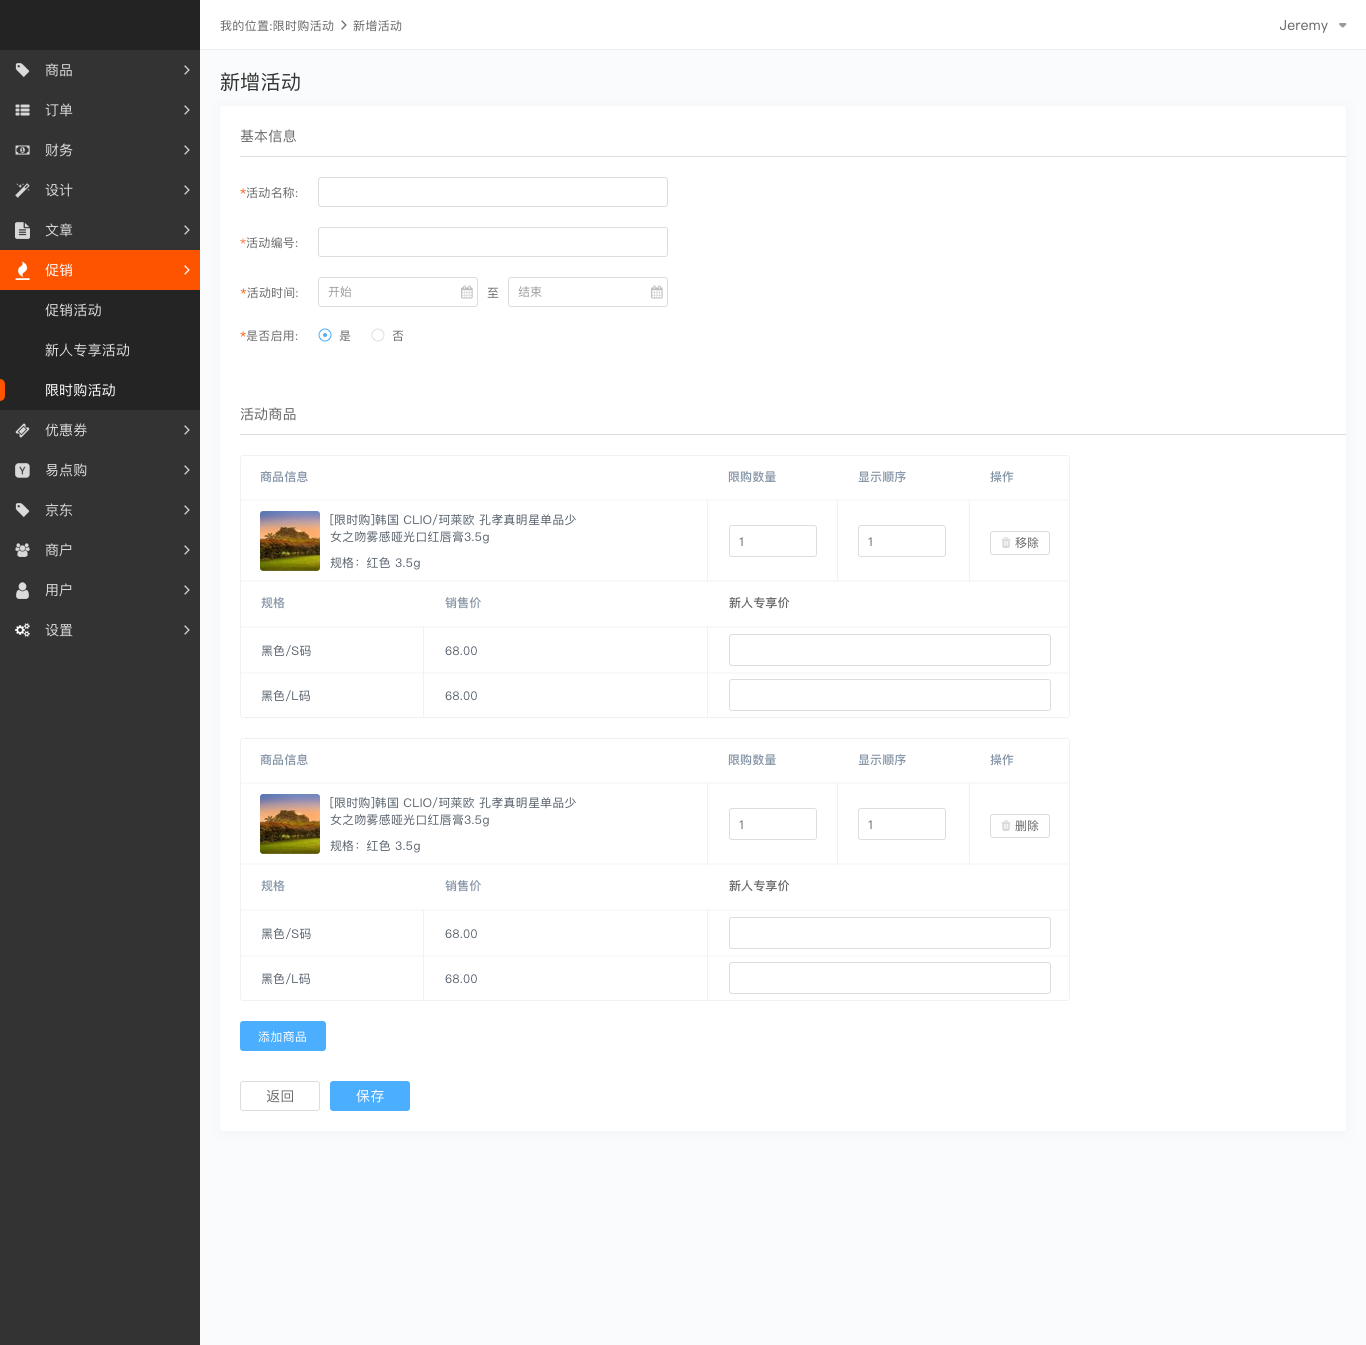 我的位置:限时购活动 > 新增活动
Jeremy
商品
订单
财务
设计
文章
促销
促销活动
新人专享活动
限时购活动
优惠券
易点购
京东
商户
用户
设置
新增活动
基本信息
*活动名称:
*活动编号:
*活动时间: 开始 至 结束
*是否启用: 是 否
活动商品
商品信息 限购数量 显示顺序 操作
[限时购]韩国 CLIO/珂莱欧 孔孝真明星单品少
女之吻雾感哑光口红唇膏3.5g
规格：红色 3.5g
1 1 移除
规格 销售价 新人专享价
黑色/S码 68.00
黑色/L码 68.00
商品信息 限购数量 显示顺序 操作
[限时购]韩国 CLIO/珂莱欧 孔孝真明星单品少
女之吻雾感哑光口红唇膏3.5g
规格：红色 3.5g
1 1 删除
规格 销售价 新人专享价
黑色/S码 68.00
黑色/L码 68.00
添加商品
返回 保存